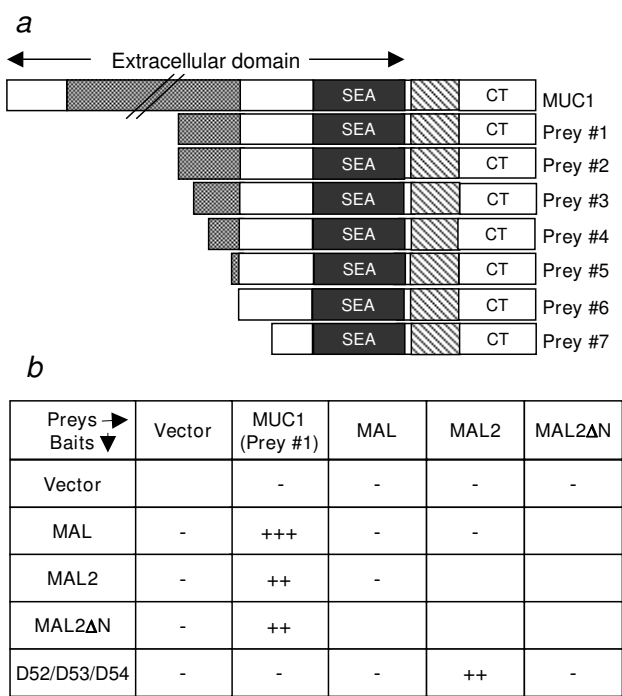 a
Extracellular domain
SEA CT MUC1
SEA CT Prey #1
SEA CT Prey #2
SEA CT Prey #3
SEA CT Prey #4
SEA CT Prey #5
SEA CT Prey #6
SEA CT Prey #7
b
Preys Vector MUC1 MAL MAL2 MAL2ΔN
Baits (Prey #1)
Vector - - - -
MAL - +++ - -
MAL2 - ++ -
MAL2ΔN - ++
D52/D53/D54 - - - ++ -